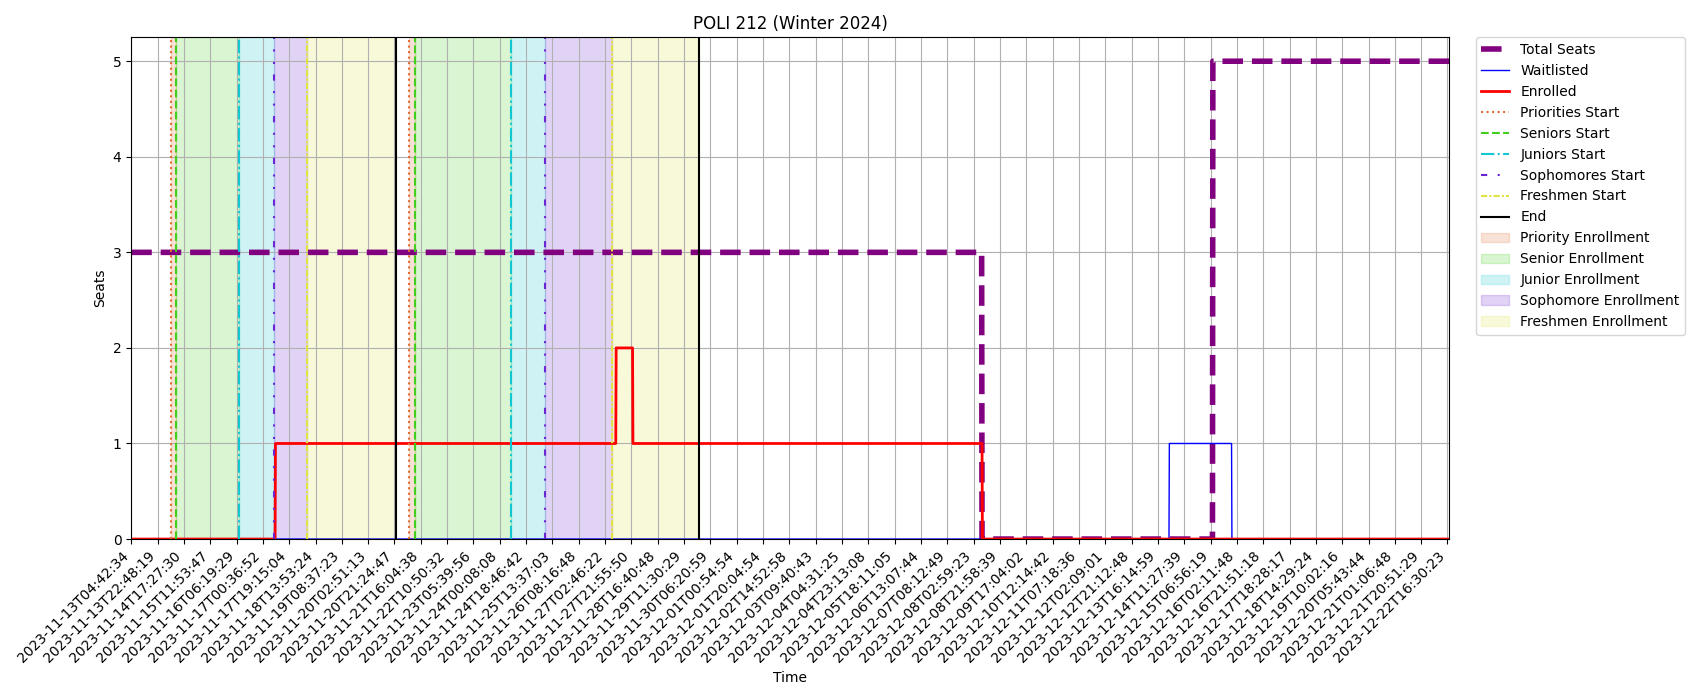 POLI 212 (Winter 2024)
Seats
5
4
3
2
1
0
2023-11-13T04:42:34
2023-11-13T22:48:19
2023-11-14T17:27:30
2023-11-15T11:53:47
2023-11-16T06:19:29
2023-11-17T00:36:52
2023-11-17T19:15:04
2023-11-18T13:53:24
2023-11-19T08:37:23
2023-11-20T02:51:13
2023-11-20T21:24:47
2023-11-21T16:04:38
2023-11-22T10:50:32
2023-11-23T05:39:56
2023-11-24T00:08:08
2023-11-24T18:46:42
2023-11-25T13:37:03
2023-11-26T08:16:48
2023-11-27T02:46:22
2023-11-27T21:55:50
2023-11-28T16:40:48
2023-11-29T11:30:29
2023-11-30T06:20:59
2023-12-01T00:54:54
2023-12-01T20:04:54
2023-12-02T14:52:58
2023-12-03T09:40:43
2023-12-04T04:31:25
2023-12-04T23:13:08
2023-12-05T18:11:05
2023-12-06T13:07:44
2023-12-07T08:12:49
2023-12-08T02:59:23
2023-12-08T21:58:39
2023-12-09T17:04:02
2023-12-10T12:14:42
2023-12-11T07:18:36
2023-12-12T02:09:01
2023-12-12T21:12:48
2023-12-13T16:14:59
2023-12-14T11:27:39
2023-12-15T06:56:19
2023-12-16T02:11:48
2023-12-16T21:51:18
2023-12-17T18:28:17
2023-12-18T14:29:24
2023-12-19T10:02:16
2023-12-20T05:43:44
2023-12-21T01:06:48
2023-12-21T20:51:29
2023-12-22T16:30:23
Time
Total Seats
Waitlisted
Enrolled
Priorities Start
Seniors Start
Juniors Start
Sophomores Start
Freshmen Start
End
Priority Enrollment
Senior Enrollment
Junior Enrollment
Sophomore Enrollment
Freshmen Enrollment